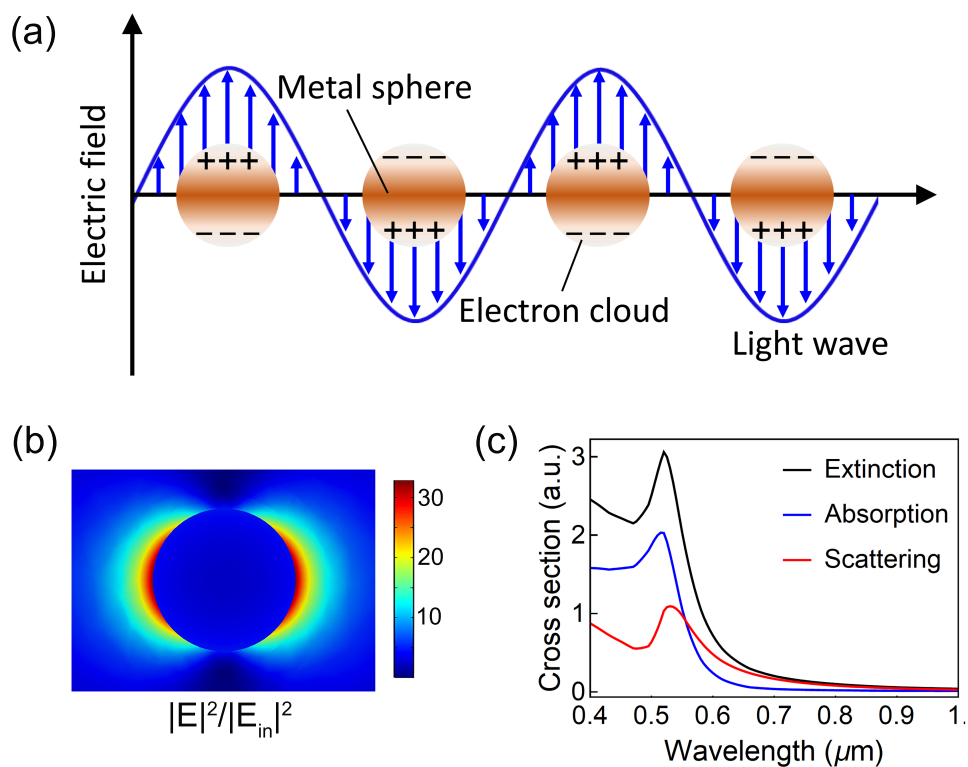 (a)
Electric field
Metal sphere
+++
− − −
− − −
+++
+++
− − −
− − −
+++
Electron cloud
Light wave
(b)
30
20
10
|E|²/|E_in|²
(c)
Cross section (a.u.)
3
2
1
0
Extinction
Absorption
Scattering
0.4 0.5 0.6 0.7 0.8 0.9 1.
Wavelength (μm)